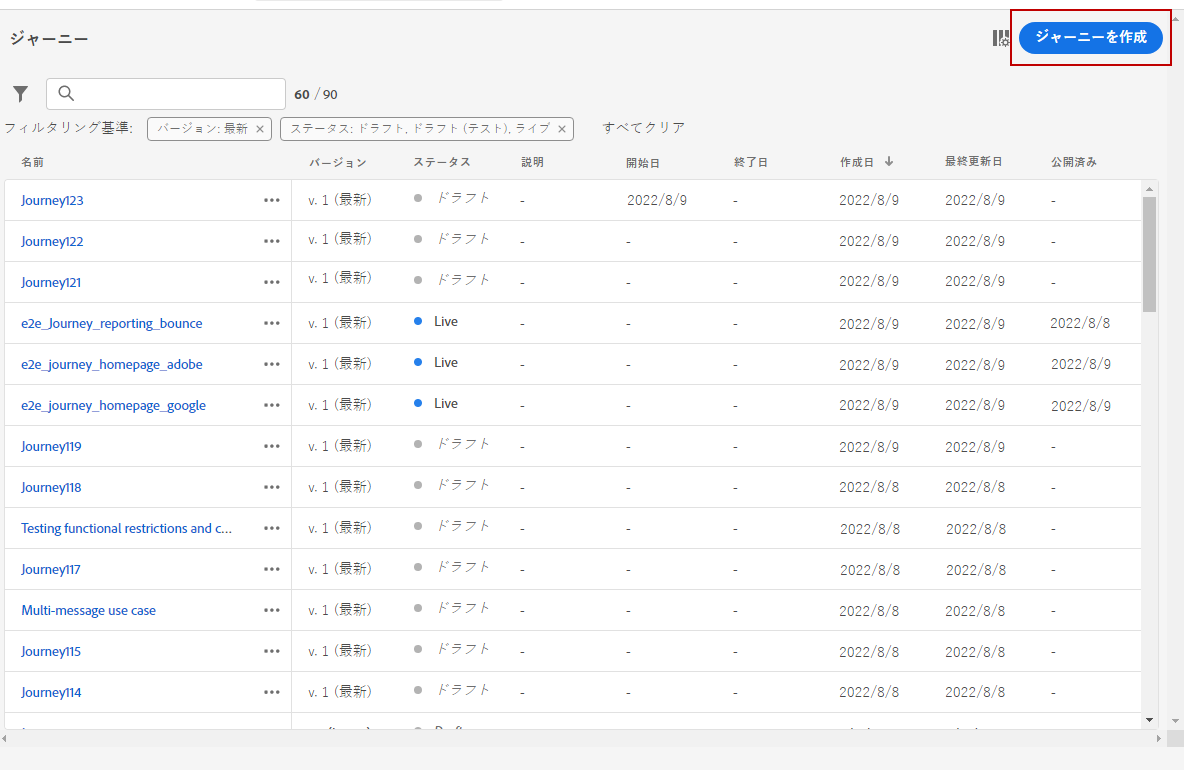 ジャーニー
ジャーニーを作成
60 / 90
フィルタリング基準: バージョン: 最新 × ステータス: ドラフト, ドラフト (テスト), ライブ × すべてクリア
名前 バージョン ステータス 説明 開始日 終了日 作成日 ↓ 最終更新日 公開済み
Journey123 ••• v. 1 (最新) ドラフト - 2022/8/9 - 2022/8/9 2022/8/9 -
Journey122 ••• v. 1 (最新) ドラフト - - - 2022/8/9 2022/8/9 -
Journey121 ••• v. 1 (最新) ドラフト - - - 2022/8/9 2022/8/9 -
e2e_Journey_reporting_bounce ••• v. 1 (最新) Live - - - 2022/8/9 2022/8/9 2022/8/8
e2e_journey_homepage_adobe ••• v. 1 (最新) Live - - - 2022/8/9 2022/8/9 2022/8/9
e2e_journey_homepage_google ••• v. 1 (最新) Live - - - 2022/8/9 2022/8/9 2022/8/9
Journey119 ••• v. 1 (最新) ドラフト - - - 2022/8/9 2022/8/9 -
Journey118 ••• v. 1 (最新) ドラフト - - - 2022/8/8 2022/8/8 -
Testing functional restrictions and c... ••• v. 1 (最新) ドラフト - - - 2022/8/8 2022/8/8 -
Journey117 ••• v. 1 (最新) ドラフト - - - 2022/8/8 2022/8/8 -
Multi-message use case ••• v. 1 (最新) ドラフト - - - 2022/8/8 2022/8/8 -
Journey115 ••• v. 1 (最新) ドラフト - - - 2022/8/8 2022/8/8 -
Journey114 ••• v. 1 (最新) ドラフト - - - 2022/8/8 2022/8/8 -